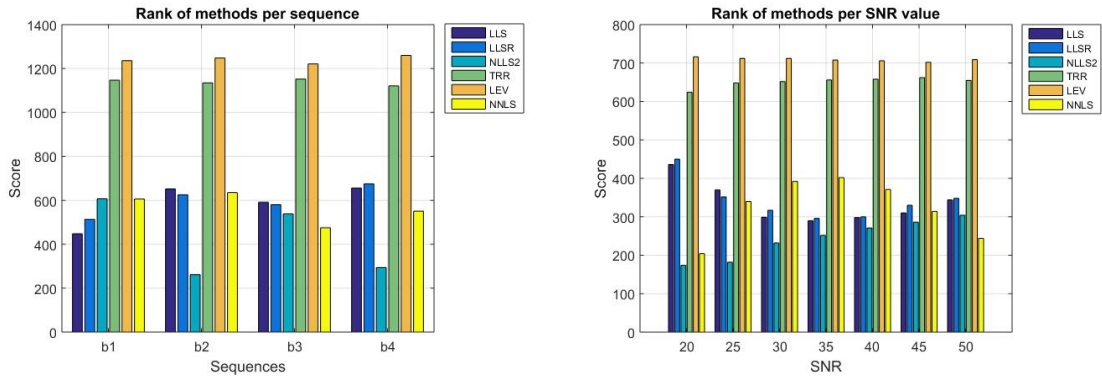 Rank of methods per sequence
1400
1200
1000
800
600
400
200
0
Score
b1 b2 b3 b4
Sequences
LLS
LLSR
NLLS2
TRR
LEV
NNLS
Rank of methods per SNR value
800
700
600
500
400
300
200
100
0
Score
20 25 30 35 40 45 50
SNR
LLS
LLSR
NLLS2
TRR
LEV
NNLS